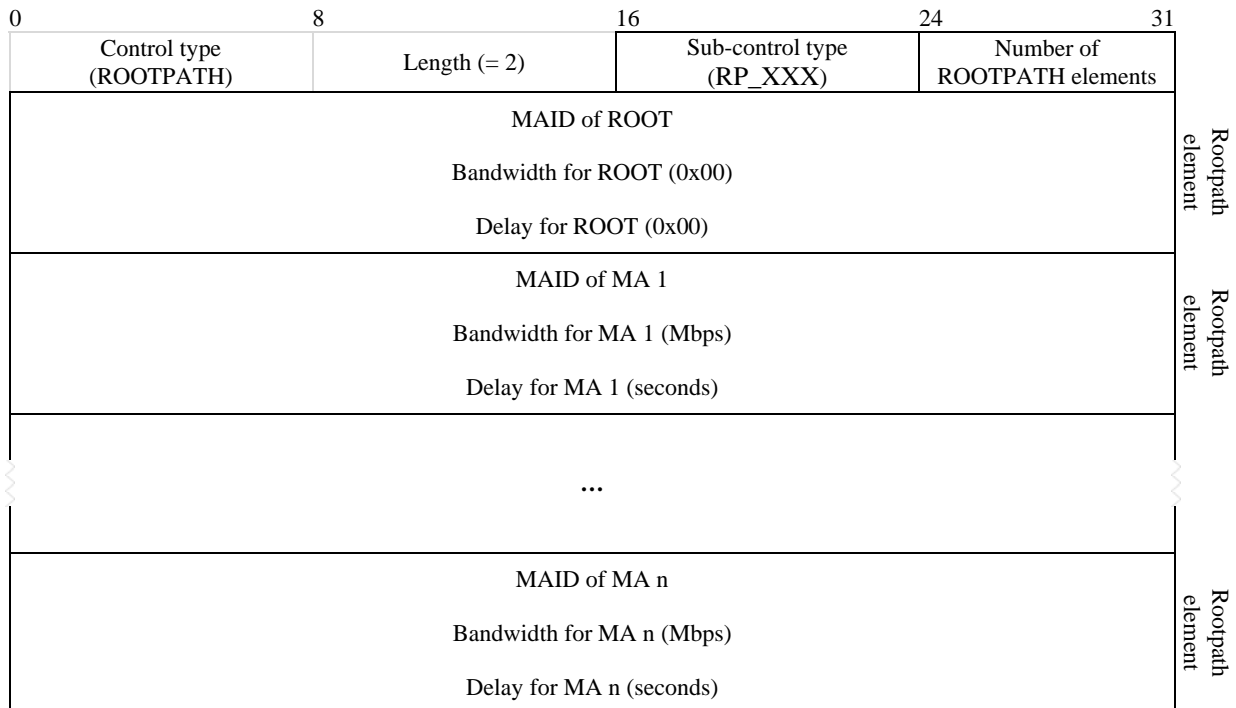 0 8 16 24 31
Control type
(ROOTPATH)
Length (= 2)
Sub-control type
(RP_XXX)
Number of
ROOTPATH elements
MAID of ROOT
Bandwidth for ROOT (0x00)
Delay for ROOT (0x00)
Rootpath
element
MAID of MA 1
Bandwidth for MA 1 (Mbps)
Delay for MA 1 (seconds)
Rootpath
element
...
MAID of MA n
Bandwidth for MA n (Mbps)
Delay for MA n (seconds)
Rootpath
element